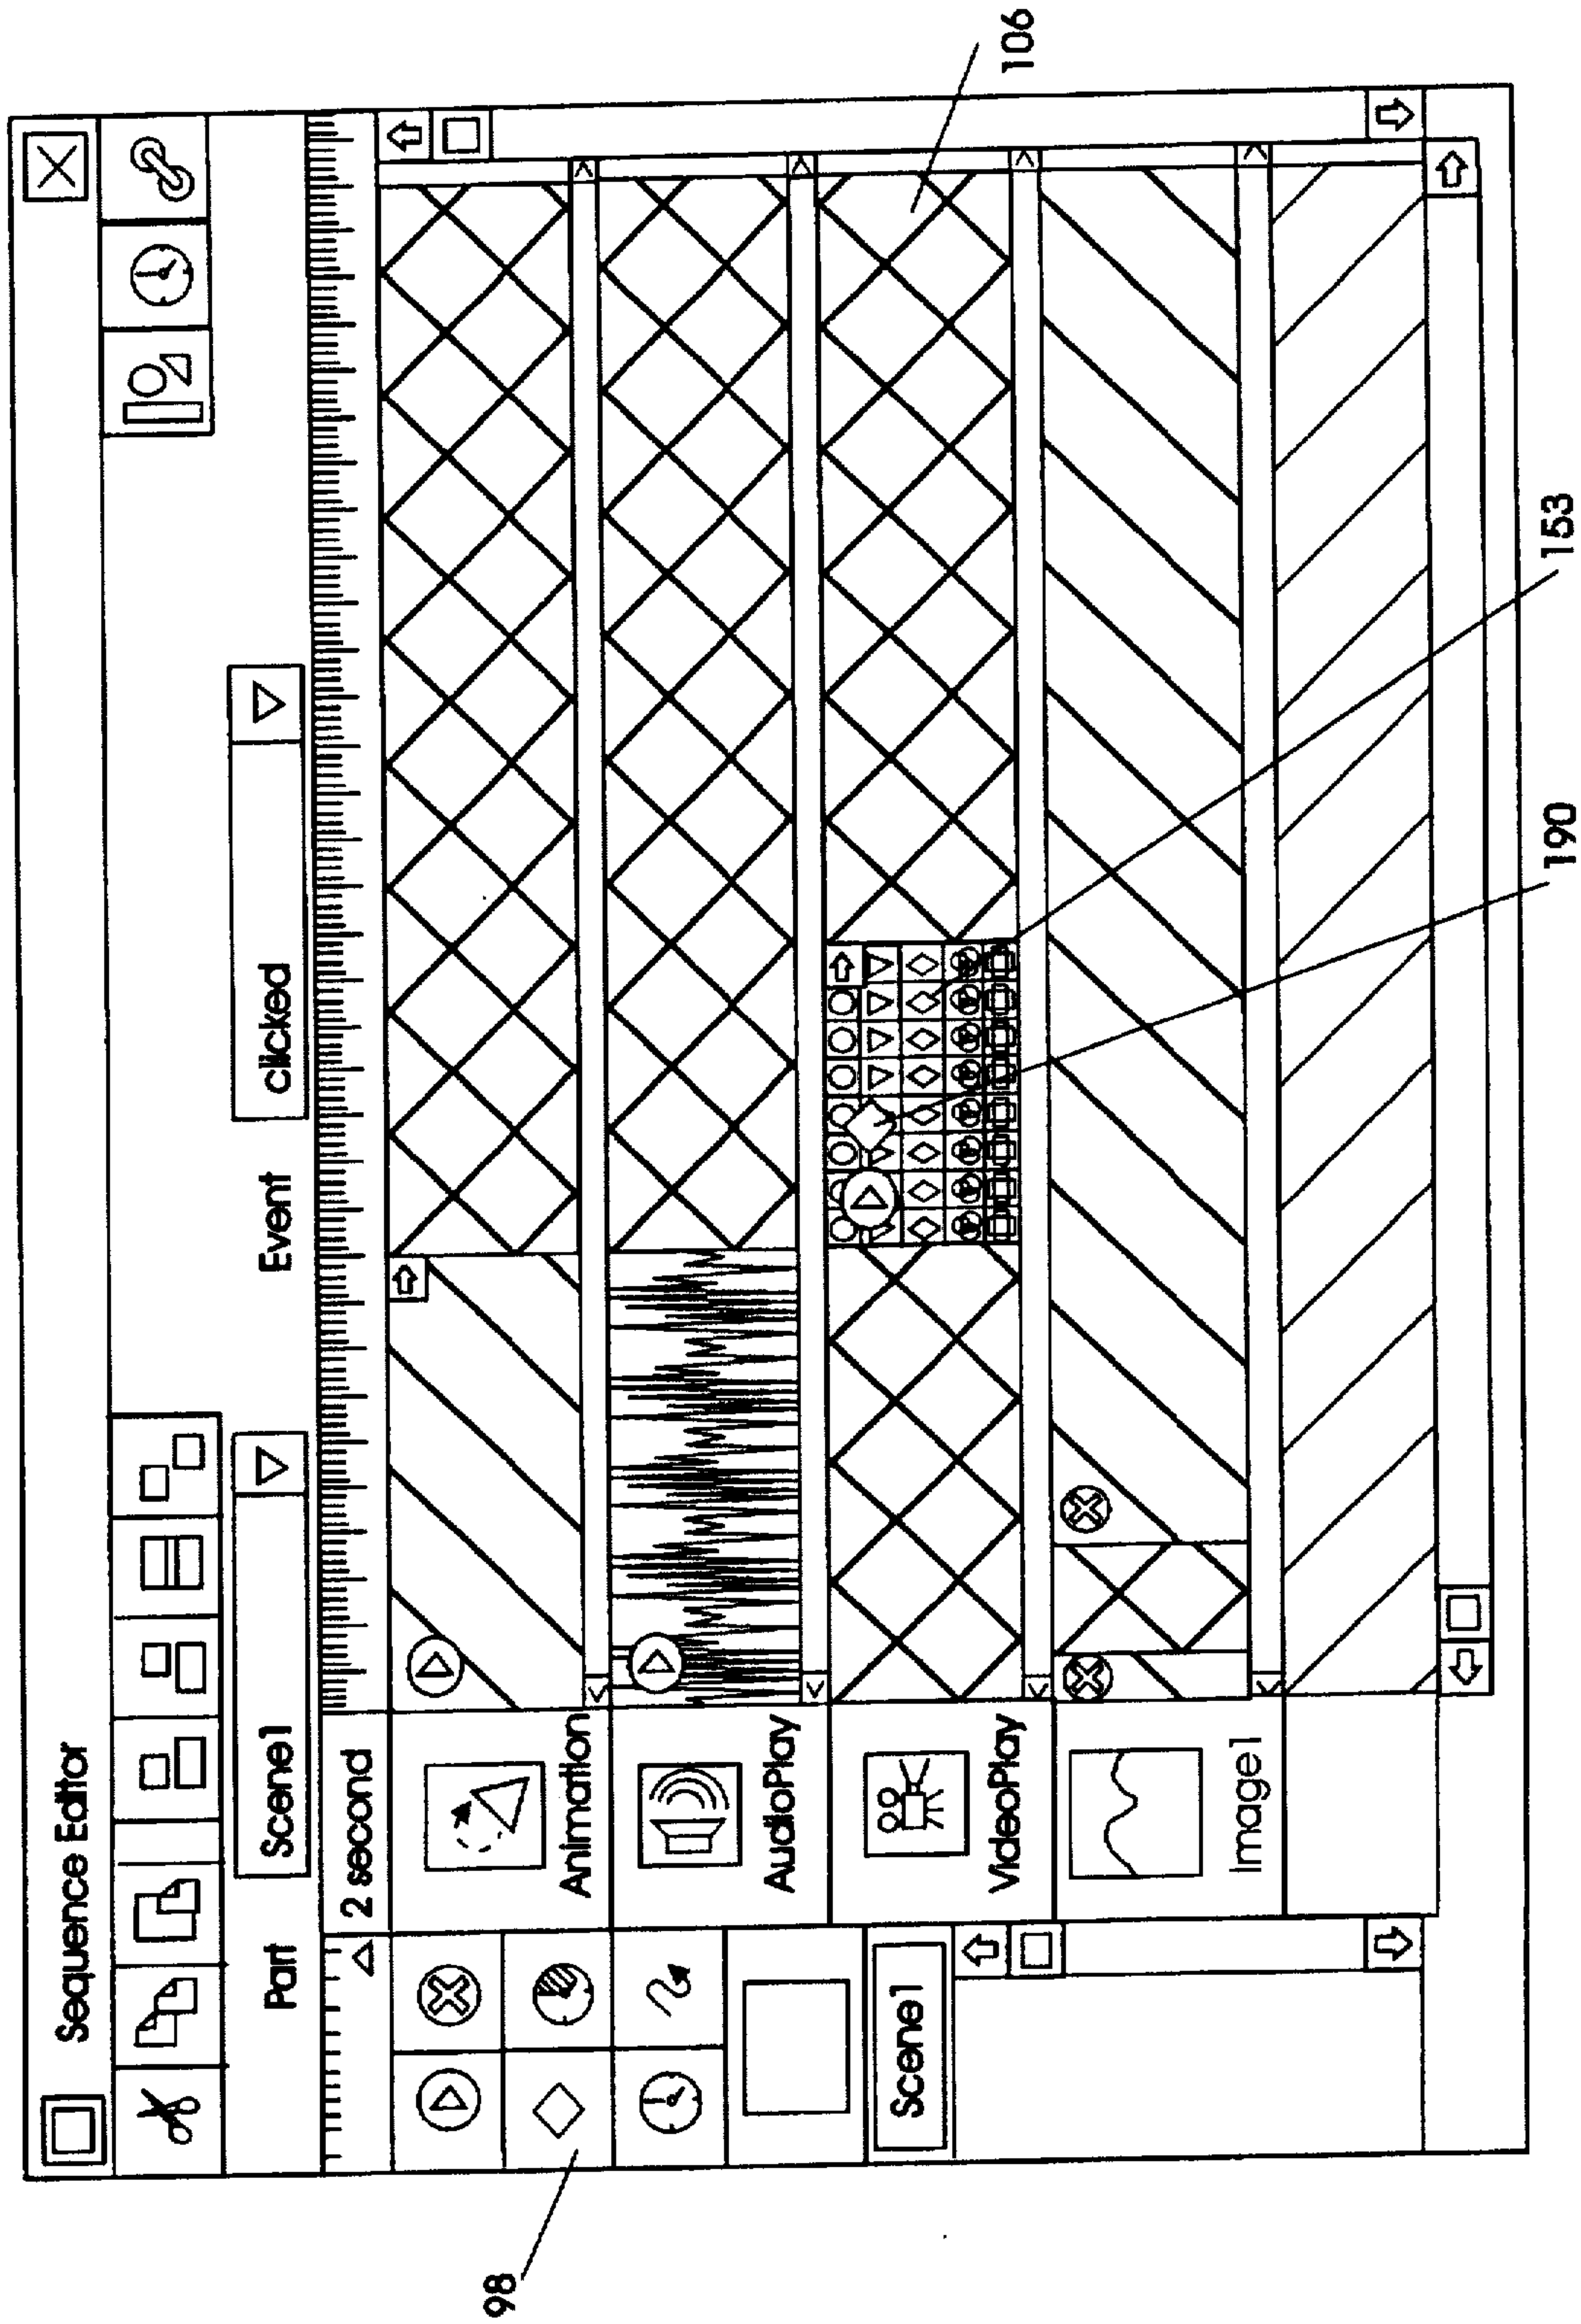 Sequence Editor
Part Scene1 Event clicked
2 second
Animation
AudioPlay
VideoPlay
Image1
Scene1
98
106
153
190